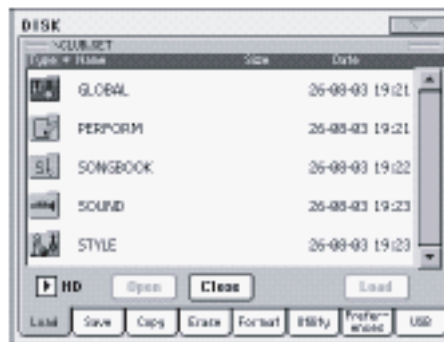 DISK
\CLUB.SET
Type Name Size Date
GLOBAL 26-08-03 19:21
PERFORM 26-08-03 19:21
SONGBOOK 26-08-03 19:22
SOUND 26-08-03 19:23
STYLE 26-08-03 19:23
HD Open Close Load
Load Save Copy Erase Format Utility Prefer-ences USB